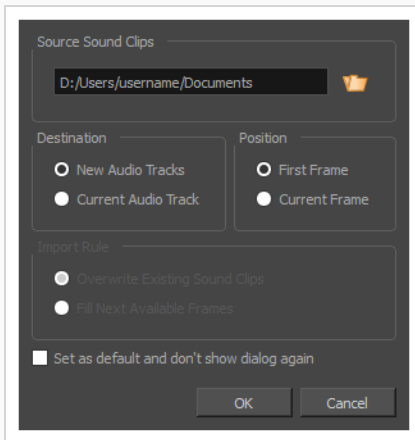 Source Sound Clips
D:/Users/username/Documents
Destination
New Audio Tracks
Current Audio Track
Position
First Frame
Current Frame
Import Rule
Overwrite Existing Sound Clips
Fill Next Available Frames
Set as default and don't show dialog again
OK
Cancel